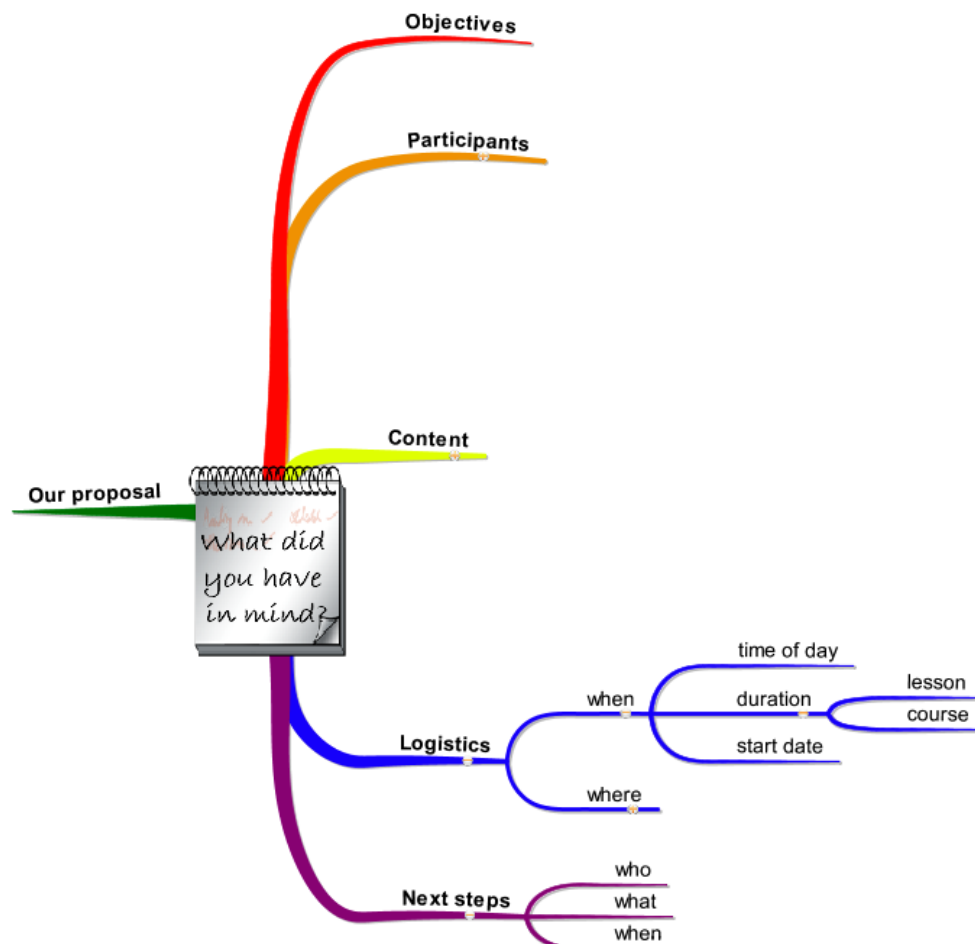 Objectives
Participants
Content
Our proposal
What did
you have
in mind?
Logistics
when
time of day
duration
lesson
course
start date
where
Next steps
who
what
when